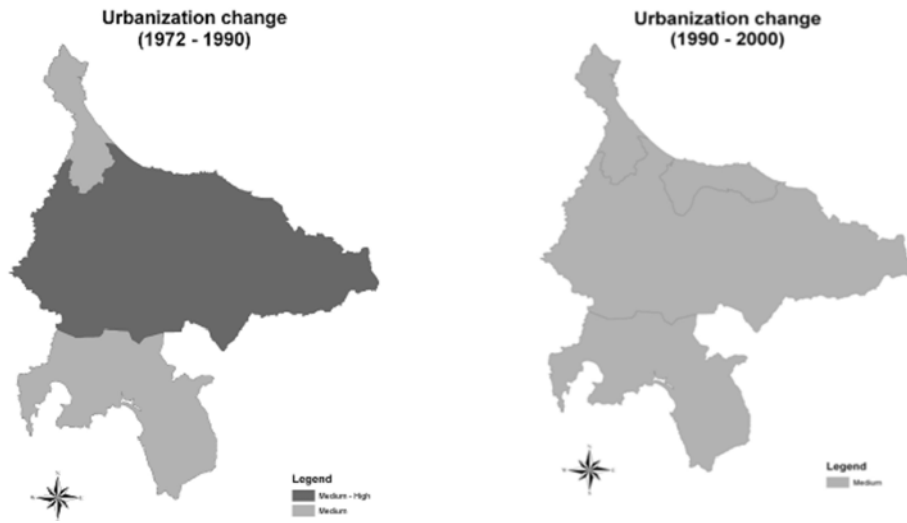 Urbanization change
(1972 - 1990)
Urbanization change
(1990 - 2000)
Legend
Medium - High
Medium
Legend
Medium